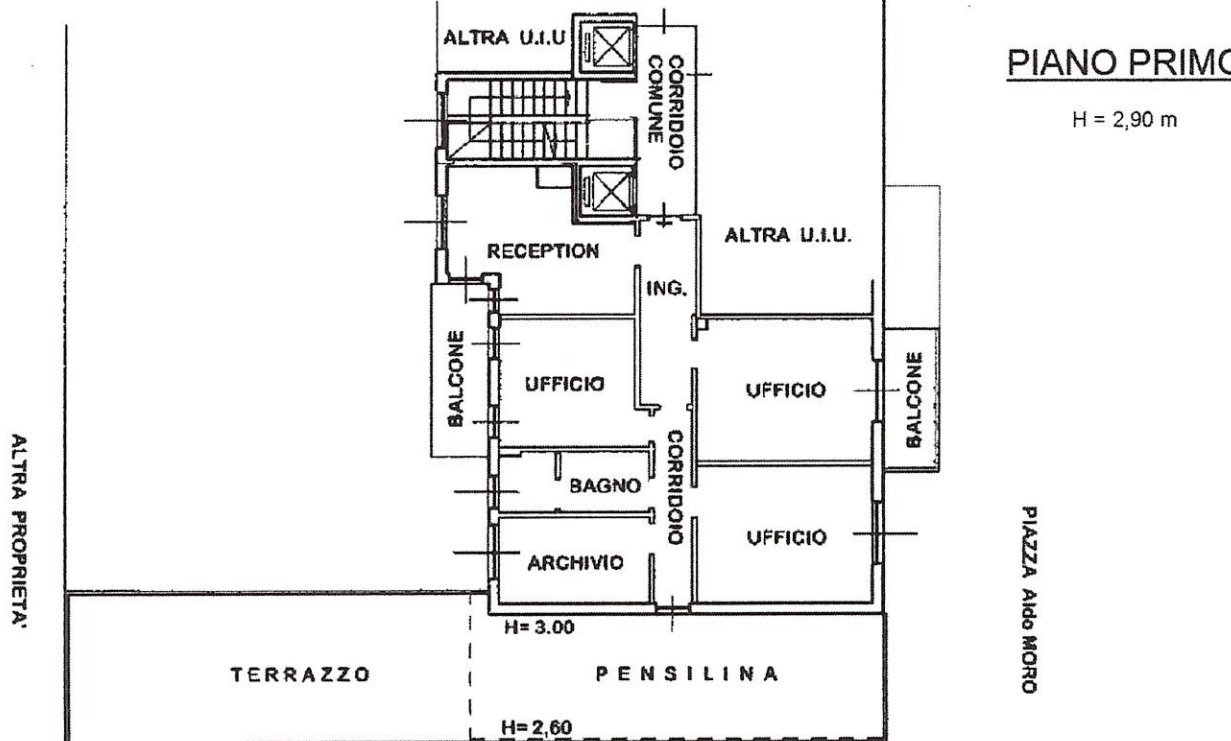 ALTRA U.I.U
CORRIDOIO
COMUNE
PIANO PRIMO
H = 2,90 m
RECEPTION
ALTRA U.I.U.
ING.
BALCONE
UFFICIO
UFFICIO
BALCONE
CORRIDOIO
BAGNO
UFFICIO
ARCHIVIO
ALTRA PROPRIETA'
PIAZZA Aldo MORO
H= 3.00
TERRAZZO
PENSILINA
H= 2,60